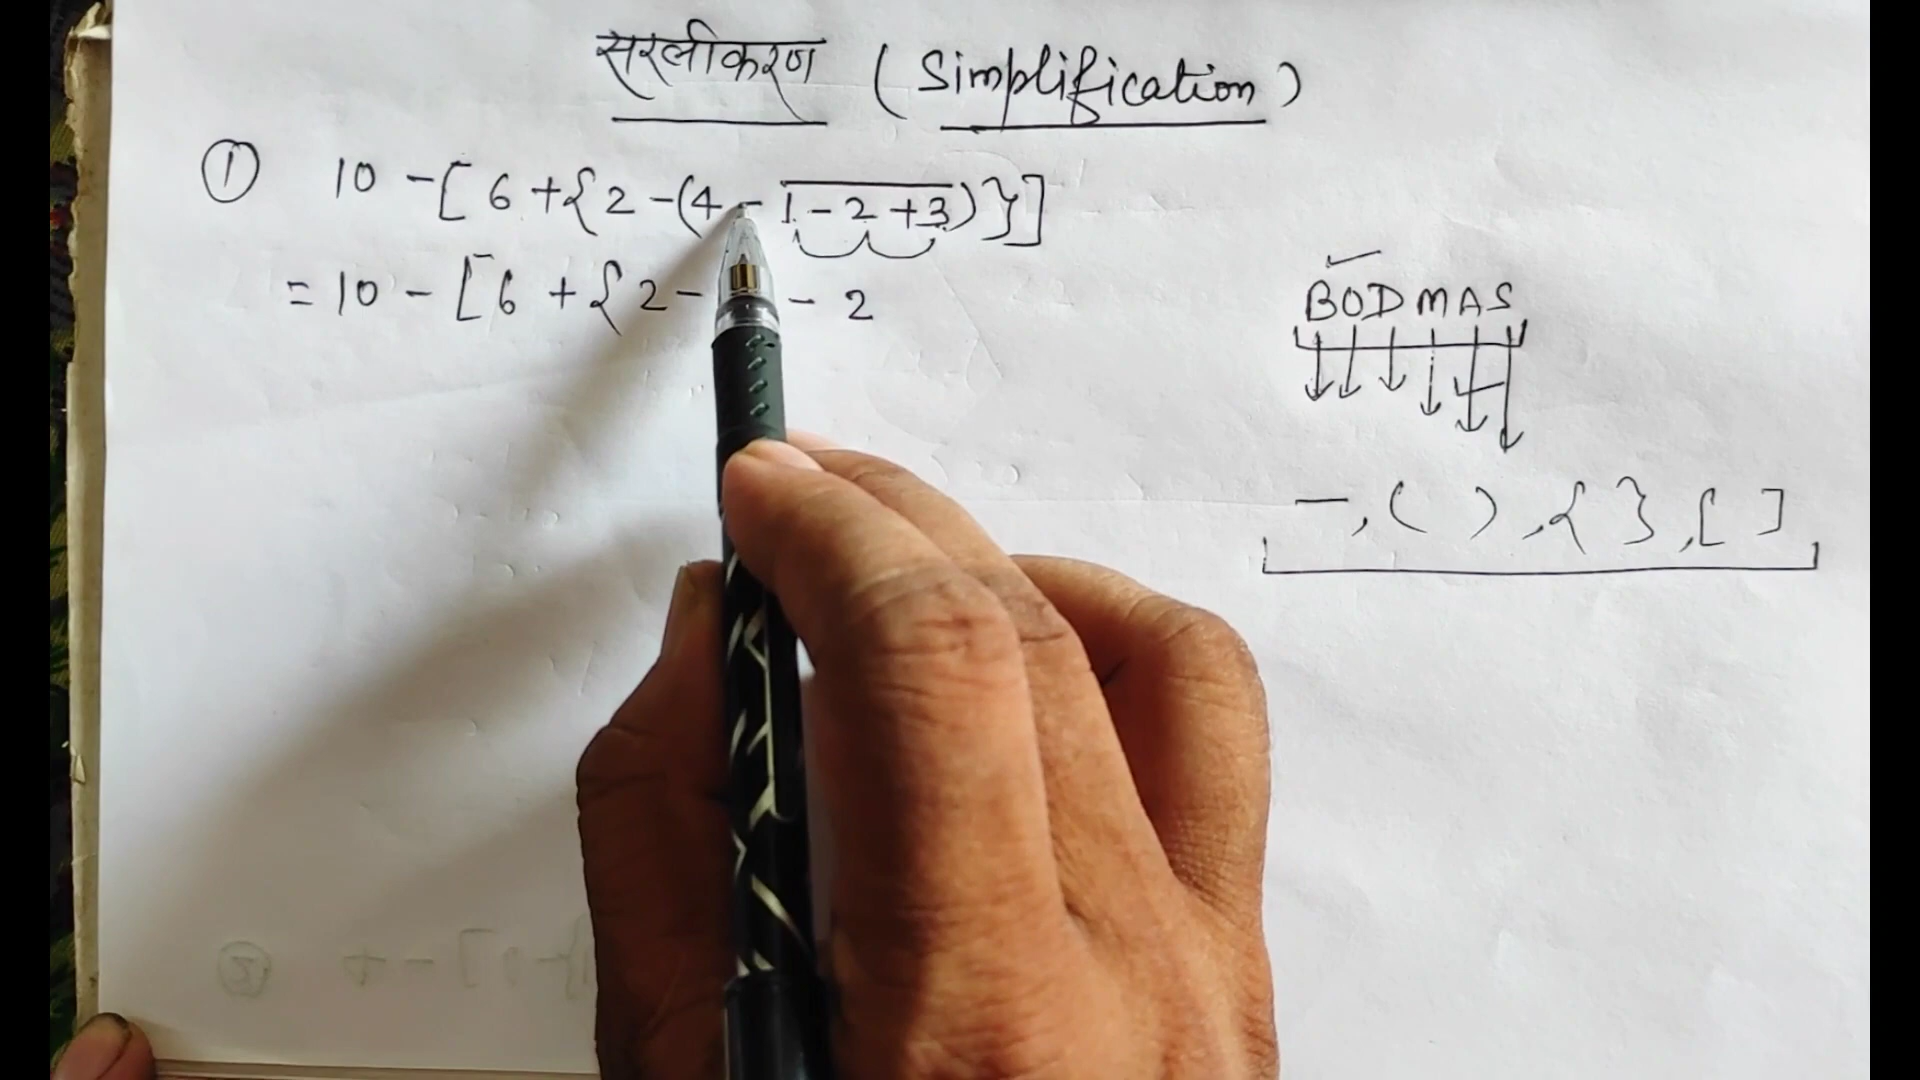 सरलीकरण (Simplification)
① 10 - [6 + {2 - (4 - 1̅ ̅-̅ ̅2̅ ̅+̅ ̅3̅)}]
= 10 - [6 + {2 - - 2
BODMAS
—, ( ), { }, [ ]